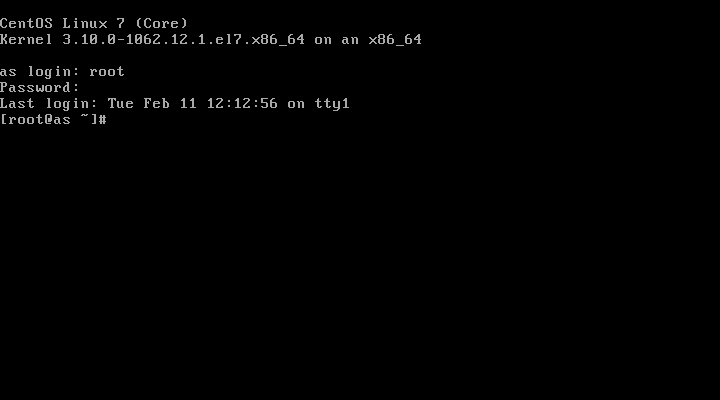 CentOS Linux 7 (Core)
Kernel 3.10.0-1062.12.1.el7.x86_64 on an x86_64
as login: root
Password:
Last login: Tue Feb 11 12:12:56 on tty1
[root@as ~]#